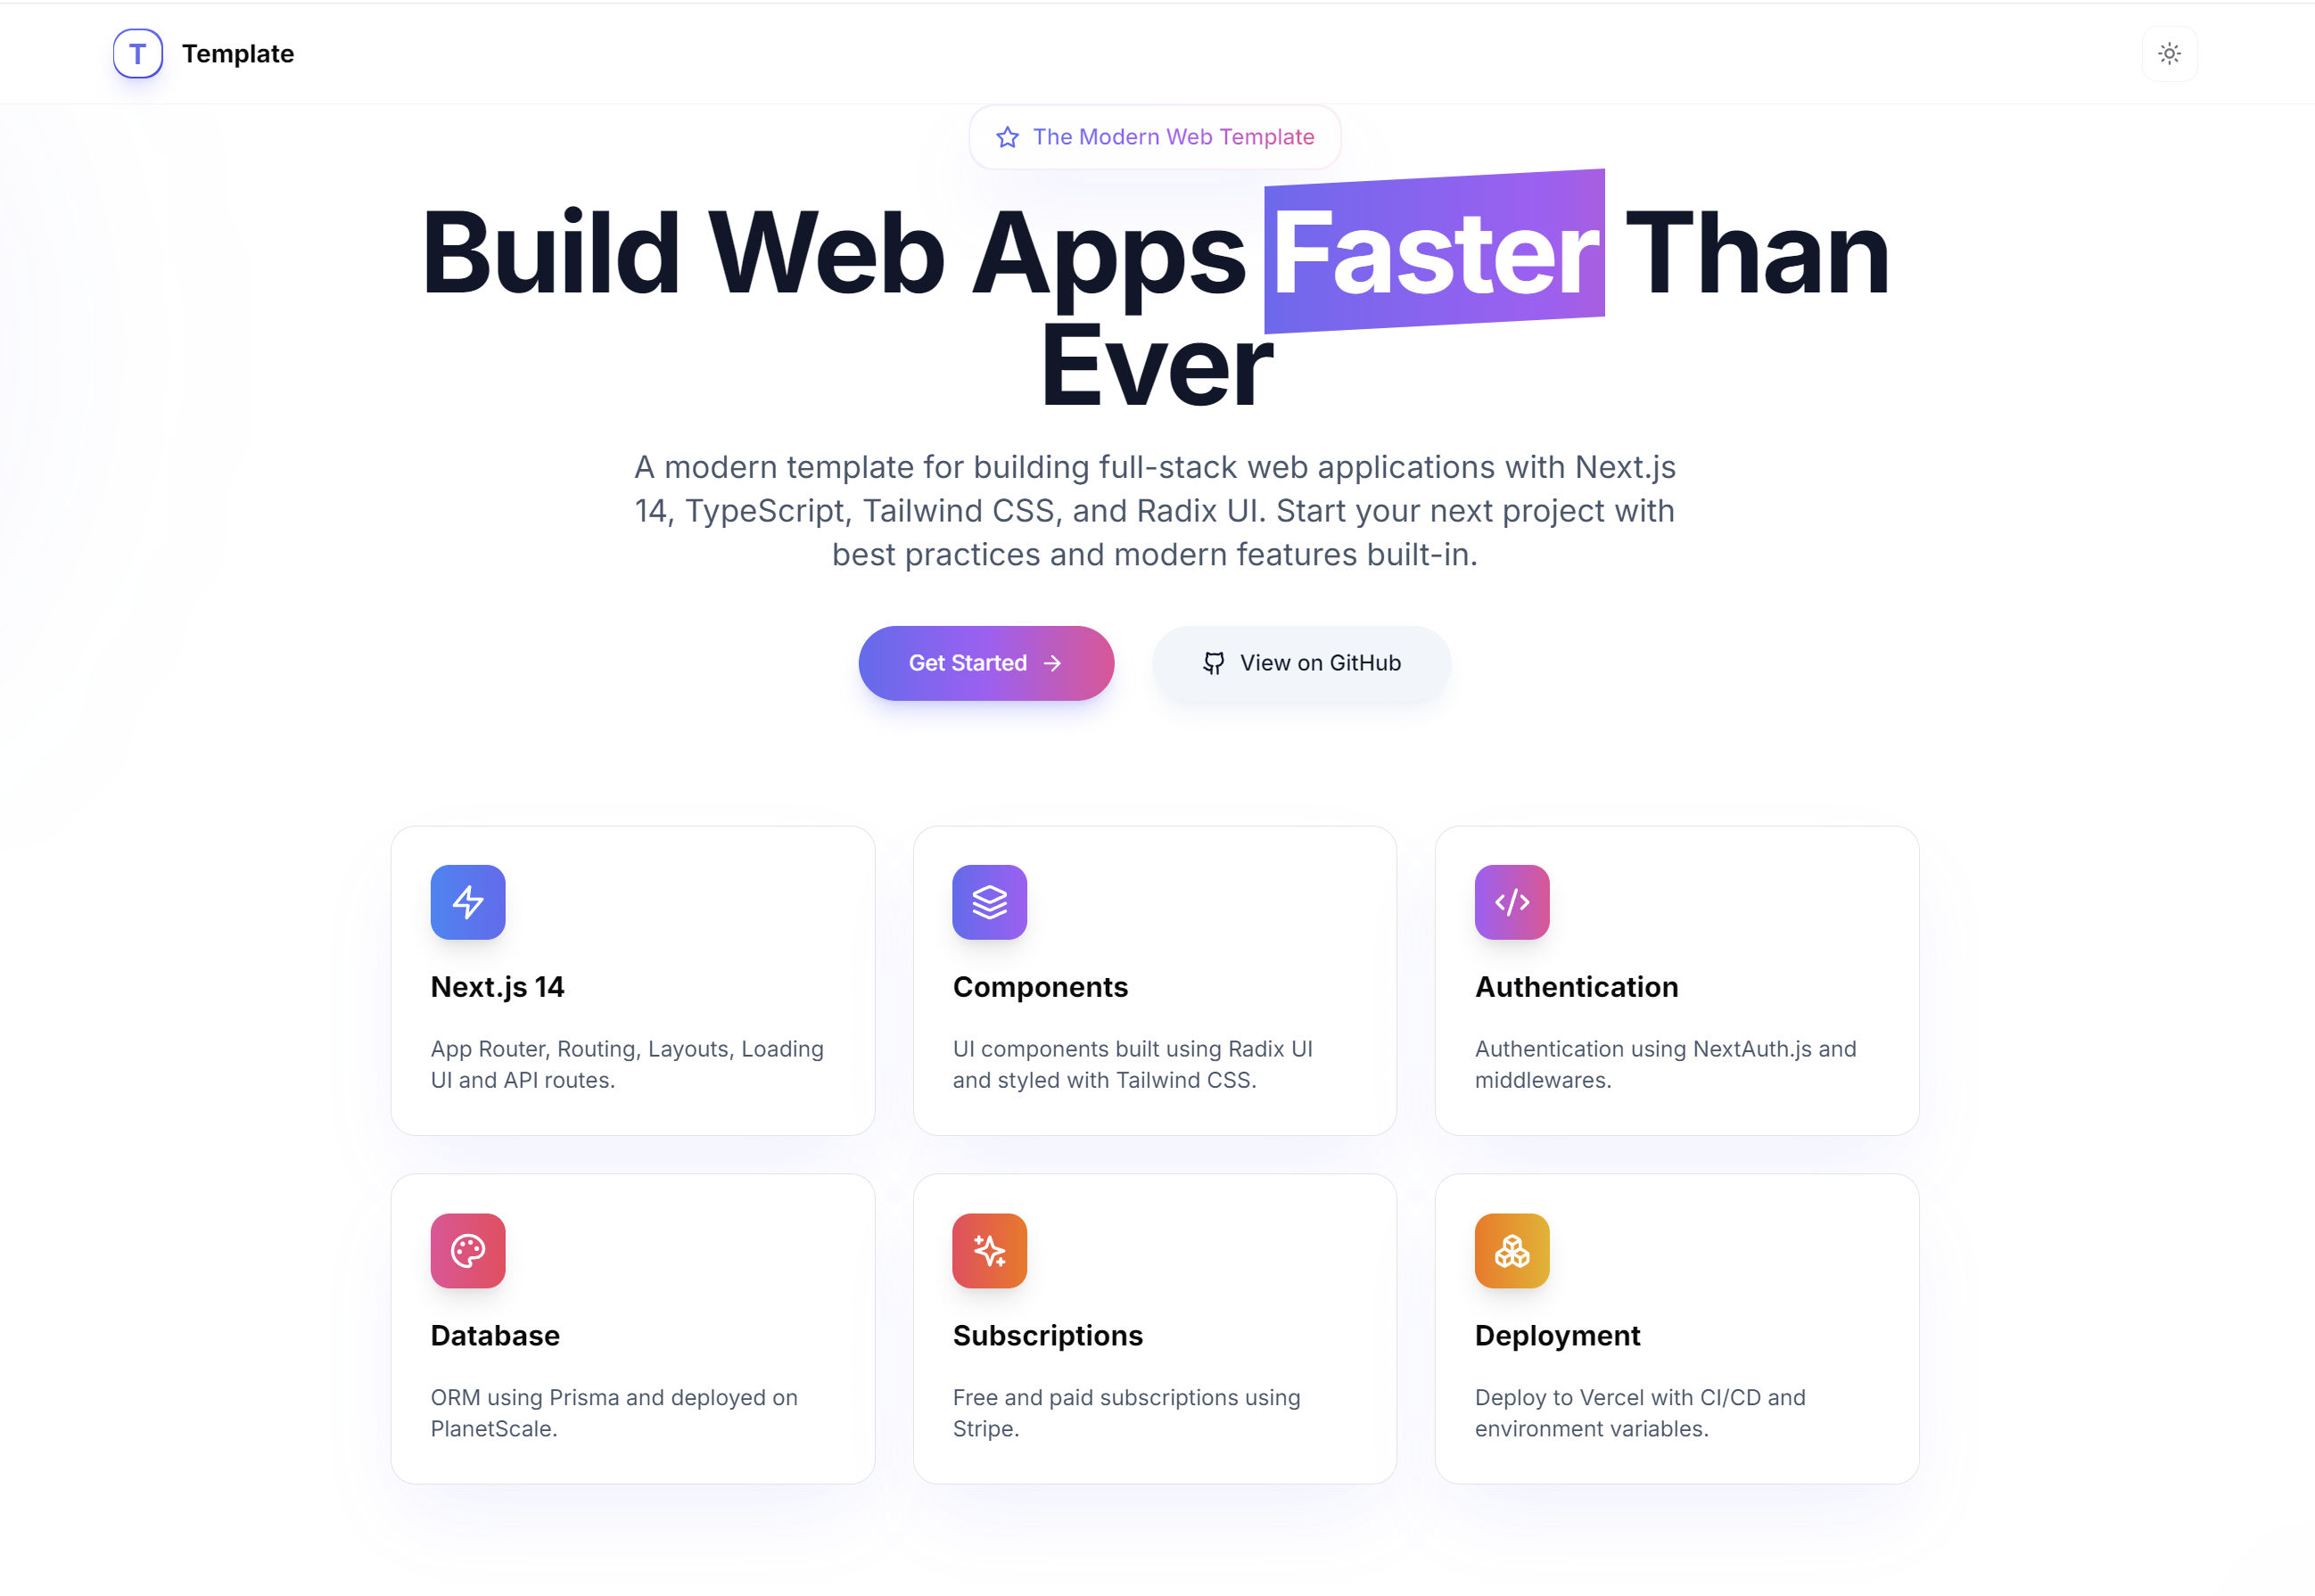 T Template
The Modern Web Template
Build Web Apps Faster Than
Ever
A modern template for building full-stack web applications with Next.js
14, TypeScript, Tailwind CSS, and Radix UI. Start your next project with
best practices and modern features built-in.
Get Started
View on GitHub
Next.js 14
App Router, Routing, Layouts, Loading
UI and API routes.
Components
UI components built using Radix UI
and styled with Tailwind CSS.
Authentication
Authentication using NextAuth.js and
middlewares.
Database
ORM using Prisma and deployed on
PlanetScale.
Subscriptions
Free and paid subscriptions using
Stripe.
Deployment
Deploy to Vercel with CI/CD and
environment variables.